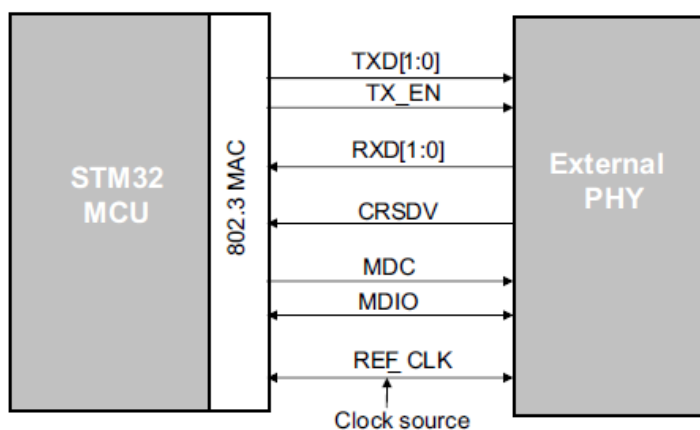 STM32
MCU
802.3 MAC
TXD[1:0]
TX_EN
RXD[1:0]
CRSDV
MDC
MDIO
REF_CLK
Clock source
External
PHY